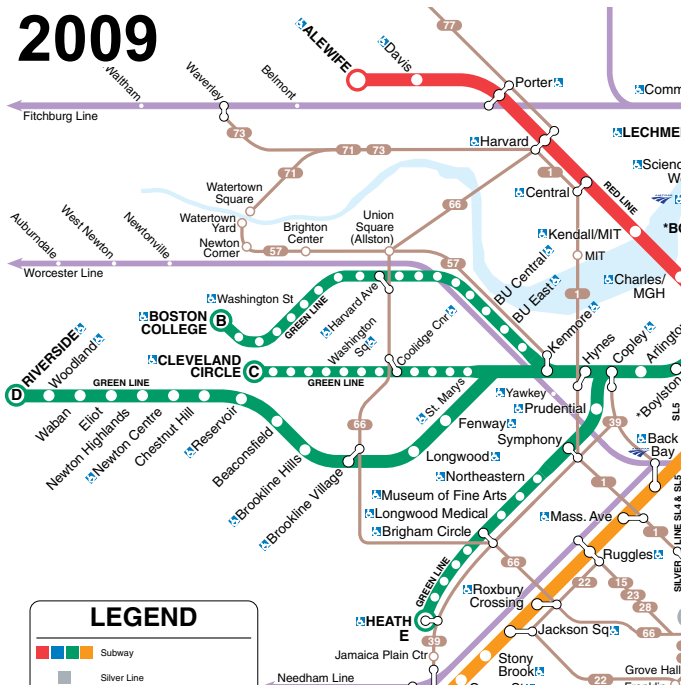 2009
77
ALEWIFE
Davis
Porter
Comm
Waltham
Waverley
Belmont
Fitchburg Line
73
71 73
71
Harvard
LECHME
Scienc
W
1
Central
RED LINE
Watertown
Square
Watertown
Yard
Newton
Corner
57
Brighton
Center
Union
Square
(Allston)
66
57
Kendall/MIT
MIT
*BO
Charles/
MGH
Auburndale
West Newton
Newtonville
Worcester Line
BU Central
BU East
1
Washington St
B
BOSTON
COLLEGE
GREEN LINE
Harvard Ave
Washington
Sq
Coolidge Cnr
Kenmore
Hynes
Copley
Arlingto
C
CLEVELAND
CIRCLE
GREEN LINE
D
RIVERSIDE
Woodland
GREEN LINE
Waban
Eliot
Newton Highlands
Newton Centre
Chestnut Hill
Reservoir
Beaconsfield
Brookline Hills
Brookline Village
66
St. Marys
Yawkey
Prudential
Fenway
Symphony
Longwood
39
*Boylston
SL5
Back
Bay
Northeastern
Museum of Fine Arts
Longwood Medical
Brigham Circle
1
Mass. Ave
1
SILVER LINE SL4 & SL5
Ruggles
66
22
15
23
28
GREEN LINE
Roxbury
Crossing
HEATH
E
Jackson Sq
66
39
Jamaica Plain Ctr
Stony
Brook
22
Grove Hall
Needham Line
LEGEND
Subway
Silver Line